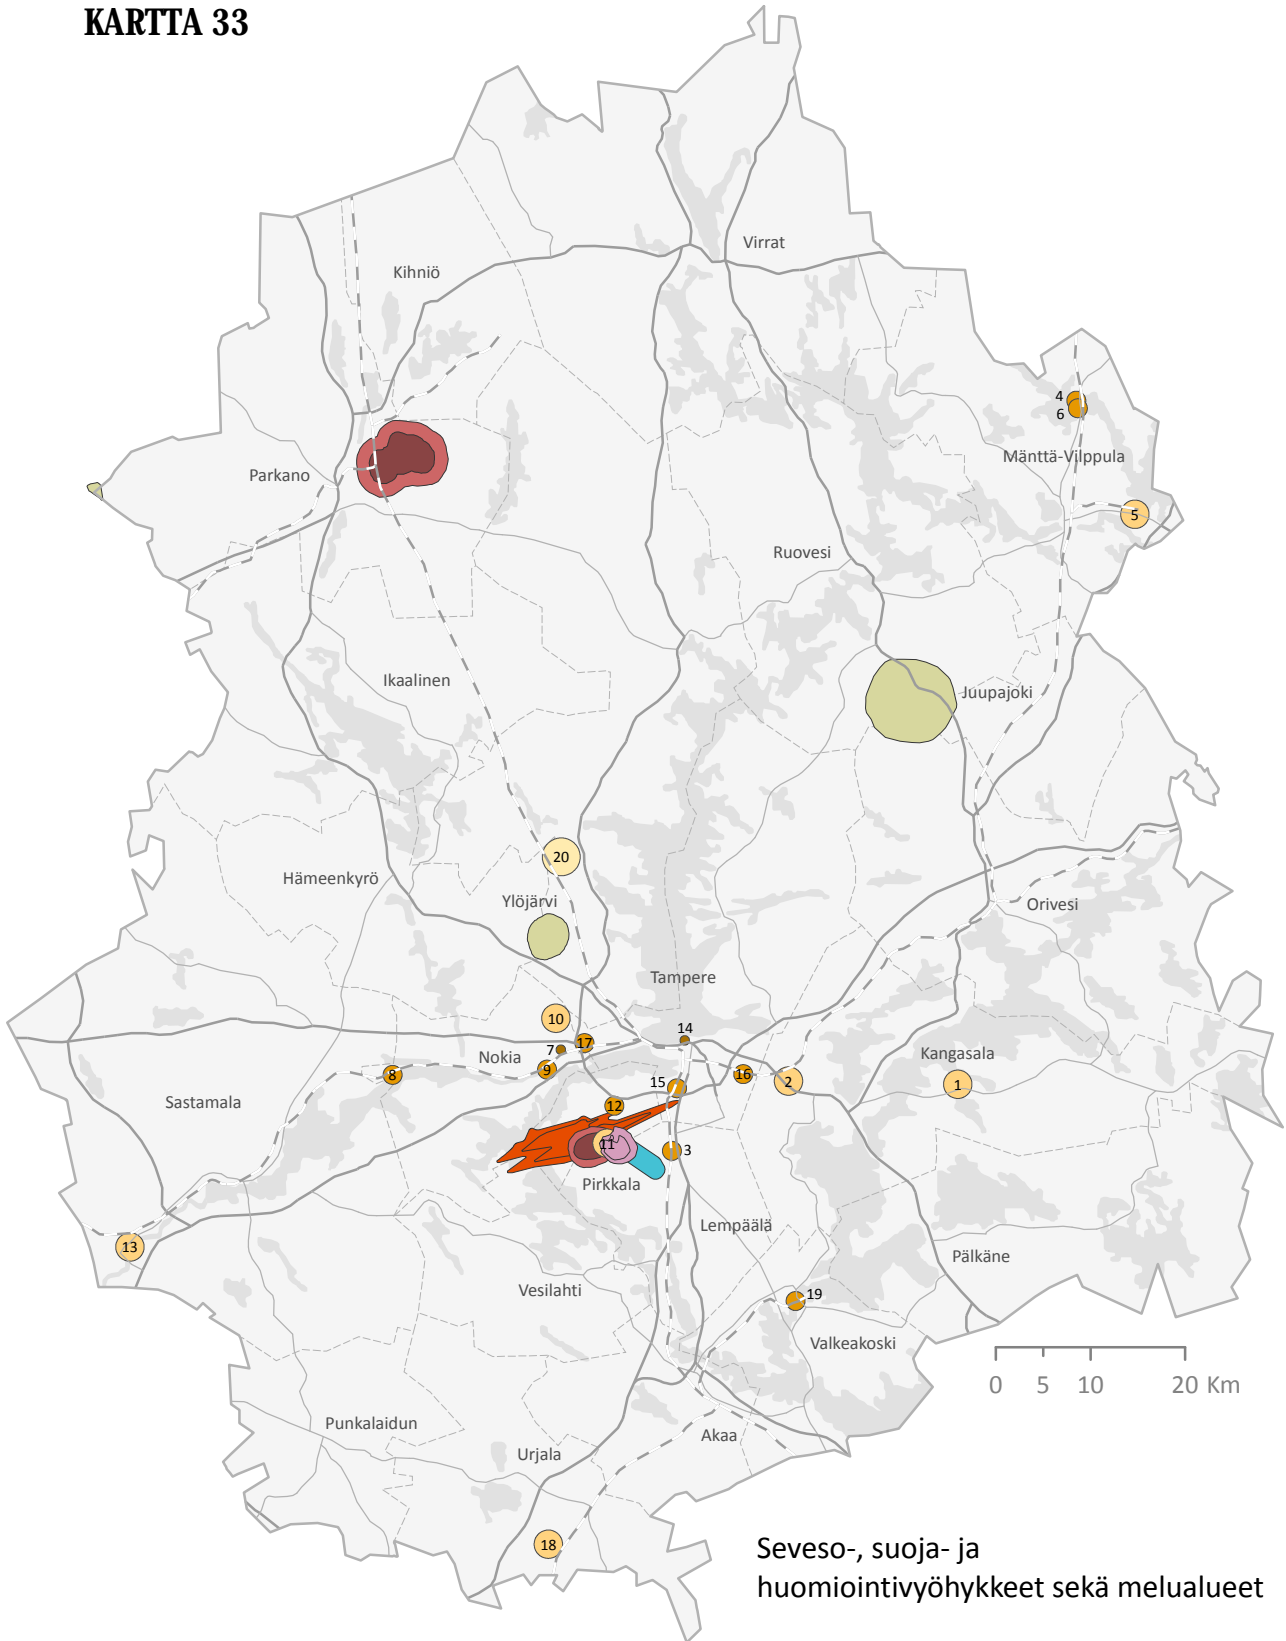 KARTTA 33
Virrat
Kihniö
4
6
Mänttä-Vilppula
Parkano
5
Ruovesi
Ikaalinen
Juupajoki
20
Hämeenkyrö
Ylöjärvi
Orivesi
Tampere
10
14
17
7
Nokia
Kangasala
9
8
15
16
2
1
Sastamala
12
11
3
Pirkkala
Lempäälä
13
Pälkäne
Vesilahti
19
Valkeakoski
0 5 10 20 Km
Punkalaidun
Akaa
Urjala
18
Seveso-, suoja- ja
huomiointivyöhykkeet sekä melualueet